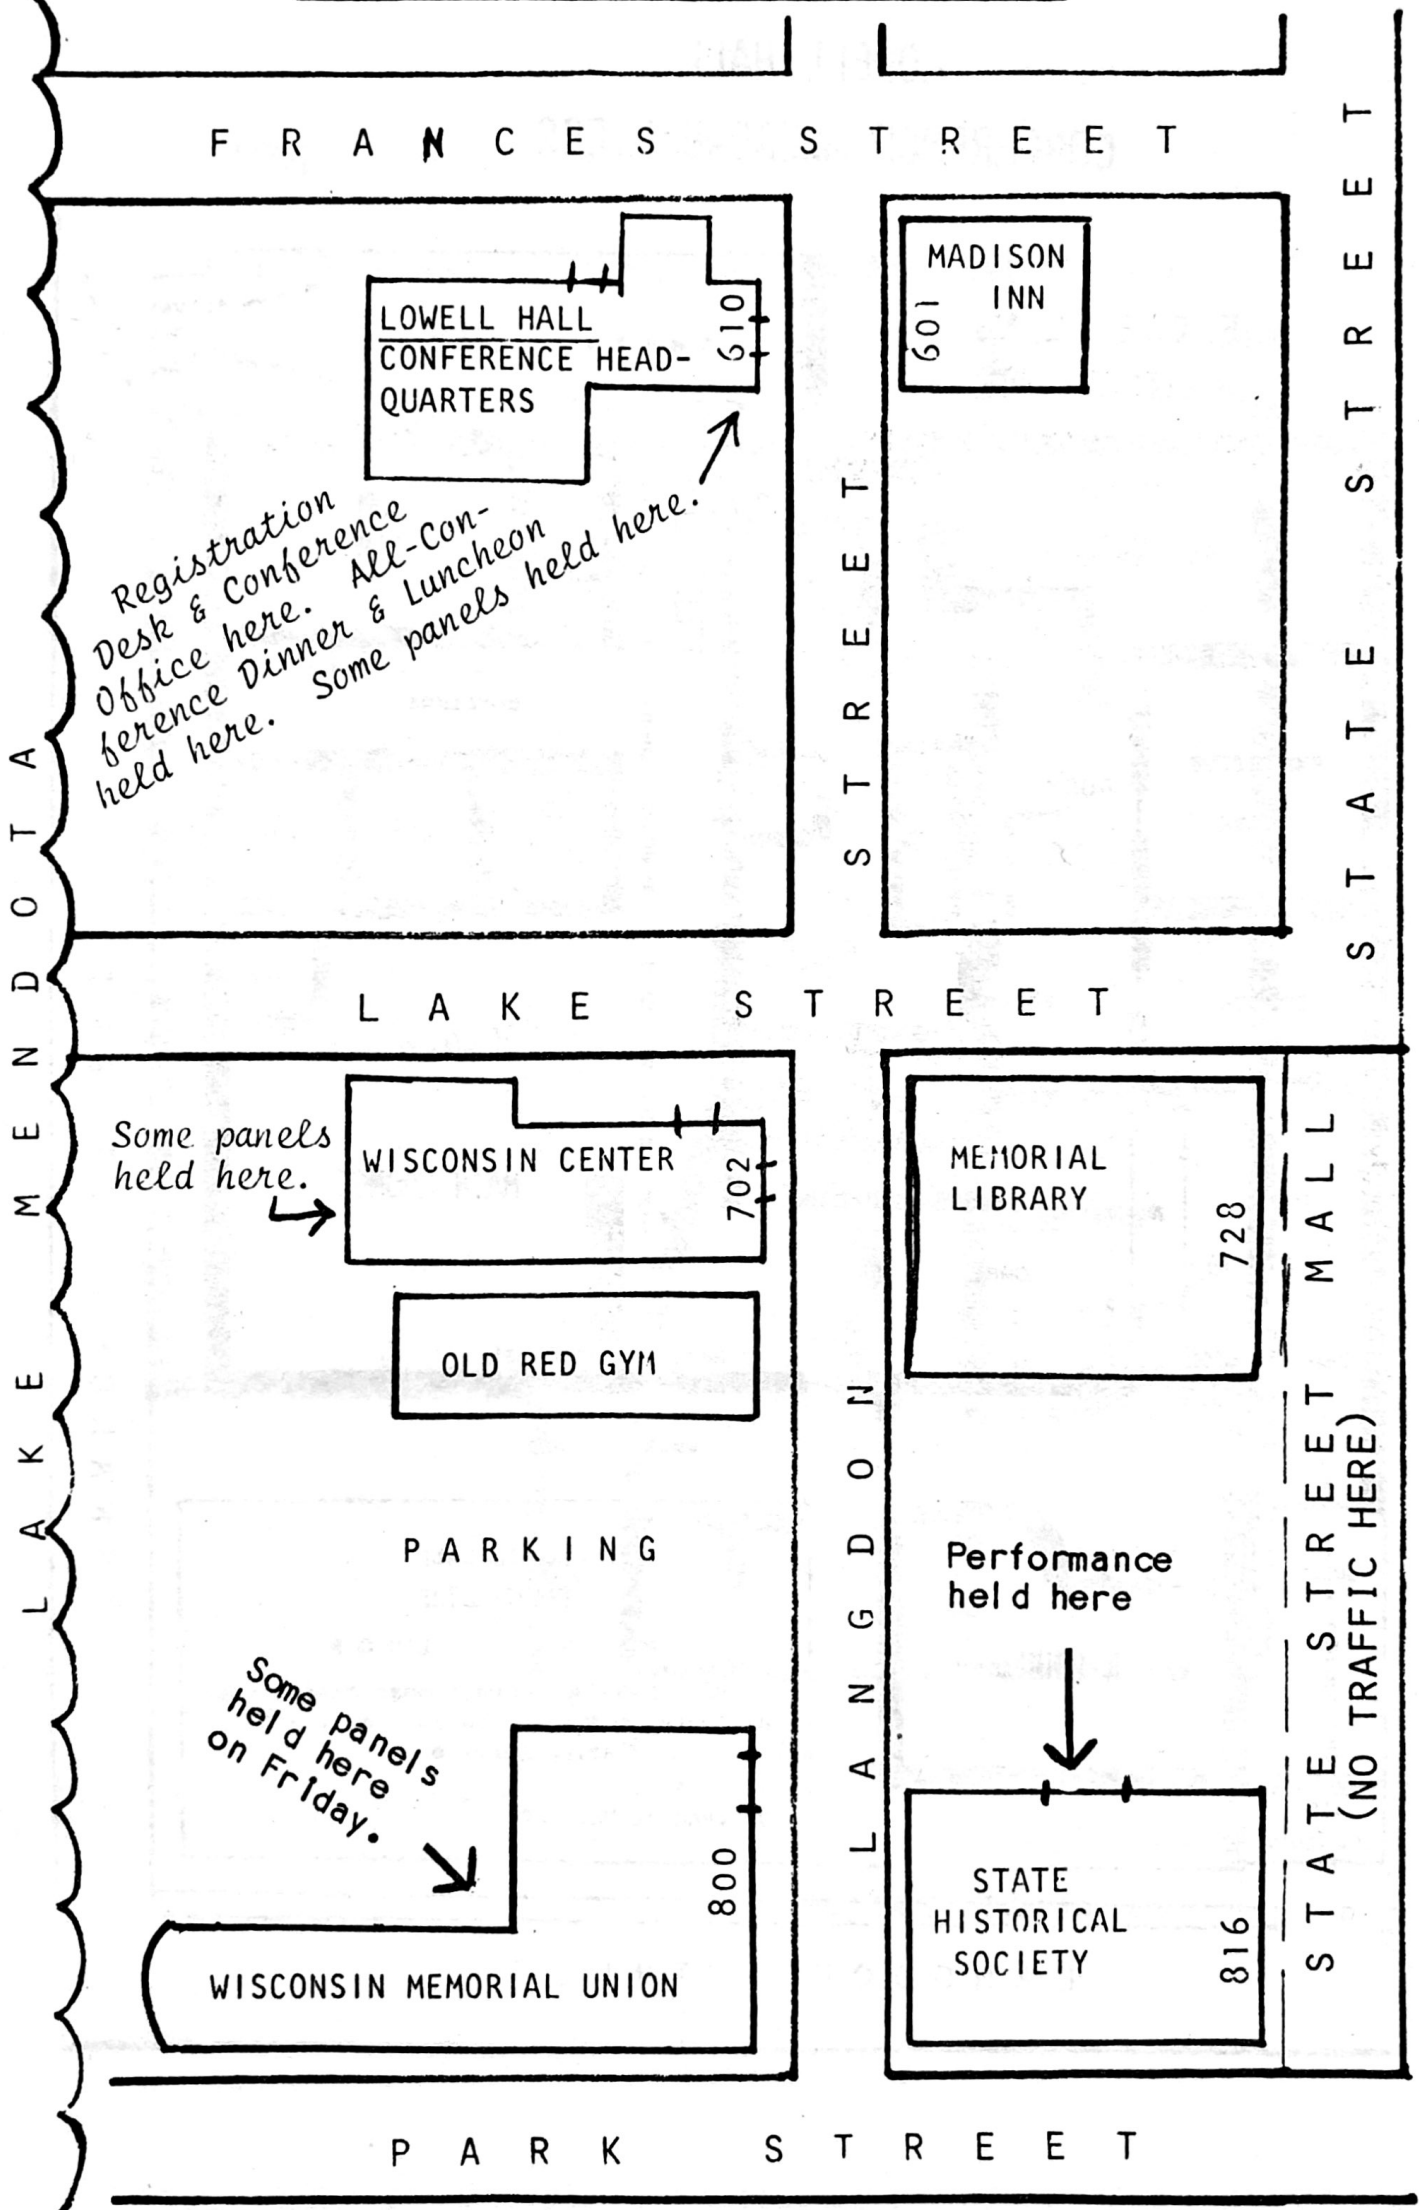 FRANCES STREET
STATE STREET
LOWELL HALL
CONFERENCE HEAD-
QUARTERS
610
MADISON
INN
601
Registration
Desk & Conference
Office here. All-Con-
ference Dinner & Luncheon
held here. Some panels held here.
LAKE MENDOTA
LANGDON STREET
LAKE STREET
Some panels
held here.
WISCONSIN CENTER
702
MEMORIAL
LIBRARY
728
OLD RED GYM
PARKING
Performance
held here
STATE STREET MALL
(NO TRAFFIC HERE)
Some panels
held here
on Friday.
800
WISCONSIN MEMORIAL UNION
STATE
HISTORICAL
SOCIETY
816
PARK STREET